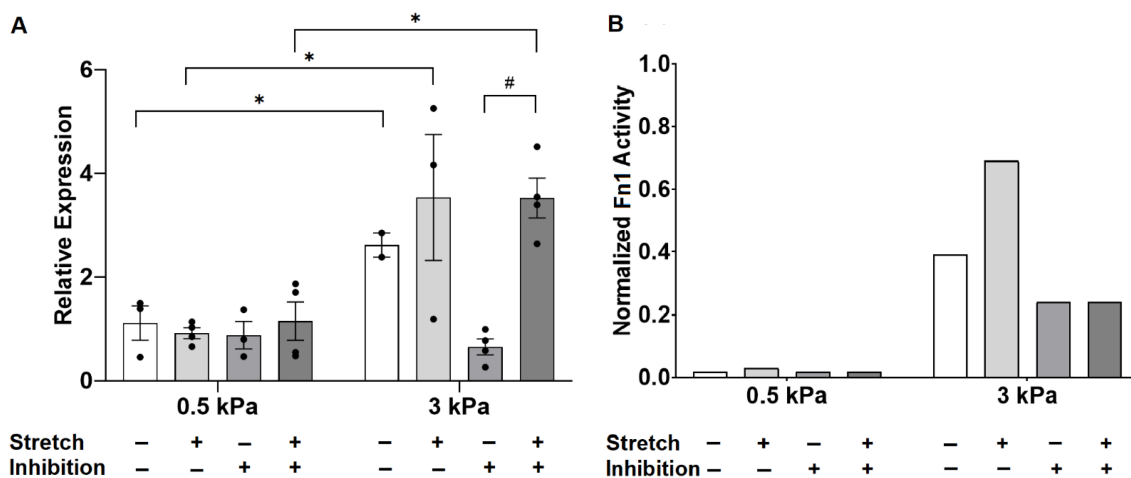 A
Relative Expression
6
4
2
0
*
*
*
#
0.5 kPa
3 kPa
Stretch – + – + – + – +
Inhibition – – + + – – + +
B
Normalized Fn1 Activity
1.0
0.8
0.6
0.4
0.2
0.0
0.5 kPa
3 kPa
Stretch – + – + – + – +
Inhibition – – + + – – + +